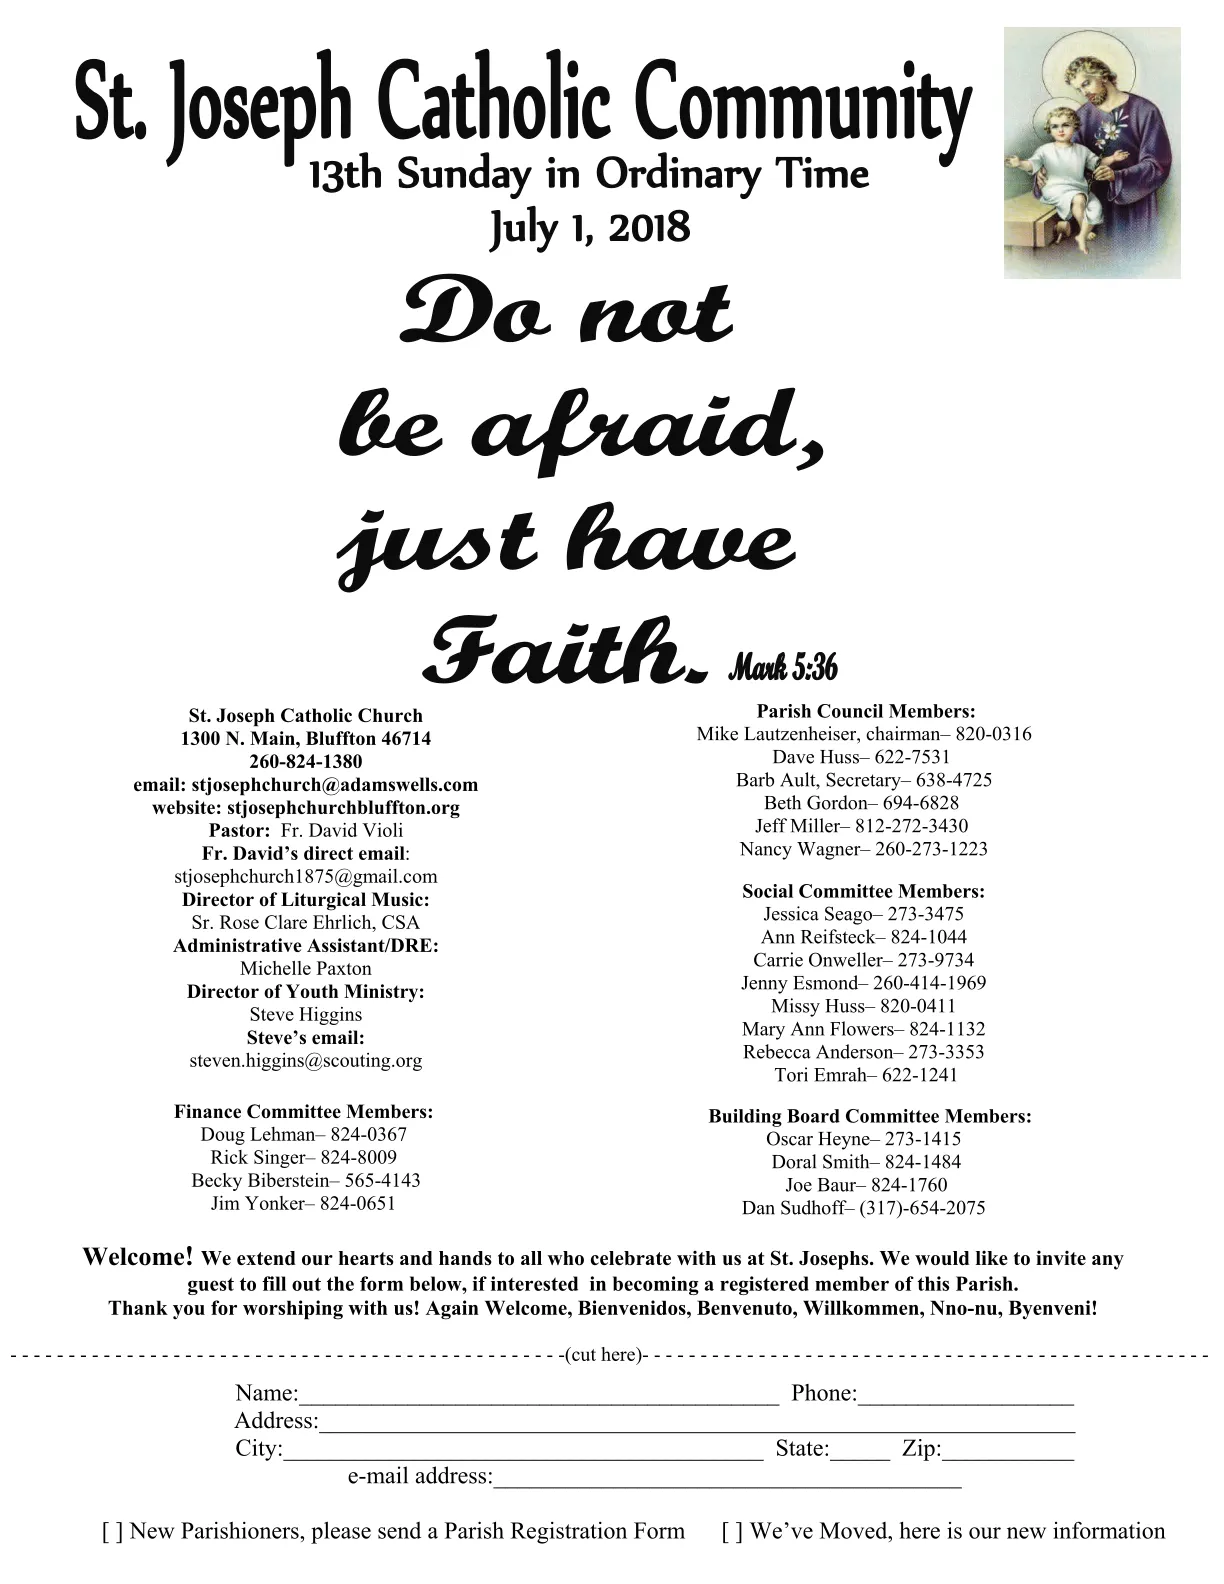 St. Joseph Catholic Community
13th Sunday in Ordinary Time
July 1, 2018
Do not
be afraid,
just have
Faith. Mark 5:36
St. Joseph Catholic Church
1300 N. Main, Bluffton 46714
260-824-1380
email: stjosephchurch@adamswells.com
website: stjosephchurchbluffton.org
Pastor: Fr. David Violi
Fr. David’s direct email:
stjosephchurch1875@gmail.com
Director of Liturgical Music:
Sr. Rose Clare Ehrlich, CSA
Administrative Assistant/DRE:
Michelle Paxton
Director of Youth Ministry:
Steve Higgins
Steve’s email:
steven.higgins@scouting.org
Finance Committee Members:
Doug Lehman– 824-0367
Rick Singer– 824-8009
Becky Biberstein– 565-4143
Jim Yonker– 824-0651
Parish Council Members:
Mike Lautzenheiser, chairman– 820-0316
Dave Huss– 622-7531
Barb Ault, Secretary– 638-4725
Beth Gordon– 694-6828
Jeff Miller– 812-272-3430
Nancy Wagner– 260-273-1223
Social Committee Members:
Jessica Seago– 273-3475
Ann Reifsteck– 824-1044
Carrie Onweller– 273-9734
Jenny Esmond– 260-414-1969
Missy Huss– 820-0411
Mary Ann Flowers– 824-1132
Rebecca Anderson– 273-3353
Tori Emrah– 622-1241
Building Board Committee Members:
Oscar Heyne– 273-1415
Doral Smith– 824-1484
Joe Baur– 824-1760
Dan Sudhoff– (317)-654-2075
Welcome! We extend our hearts and hands to all who celebrate with us at St. Josephs. We would like to invite any
guest to fill out the form below, if interested in becoming a registered member of this Parish.
Thank you for worshiping with us! Again Welcome, Bienvenidos, Benvenuto, Willkommen, Nno-nu, Byenveni!
- - - - - - - - - - - - - - - - - - - - - - - - - - - - - - - - - - - - - - - - - - - - - - - -(cut here)- - - - - - - - - - - - - - - - - - - - - - - - - - - - - - - - - - - - - - - - - - - - - - - - -
Name:________________________________________ Phone:__________________
Address:_______________________________________________________________
City:________________________________________ State:_____ Zip:___________
e-mail address:_______________________________________
[ ] New Parishioners, please send a Parish Registration Form [ ] We’ve Moved, here is our new information